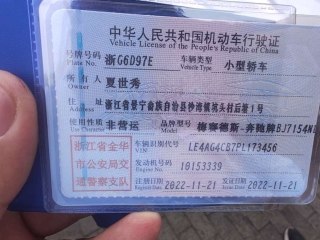 中华人民共和国机动车行驶证
Vehicle License of the People's Republic of China
号牌号码 Plate No. 浙G6D97E 车辆类型 Vehicle Type 小型轿车
所有人 夏世秀
住址 Address 浙江省景宁畲族自治县沙湾镇坑头村后垟1号
使用性质 Use Character 非营运 品牌型号 Model 梅赛德斯-奔驰牌BJ7154
浙江省金华市公安局交通警察支队
车辆识别代号 VIN LE4AG4CB7PL173456
发动机号码 Engine No. 10153339
注册日期 2022-11-21 发证日期 2022-11-21